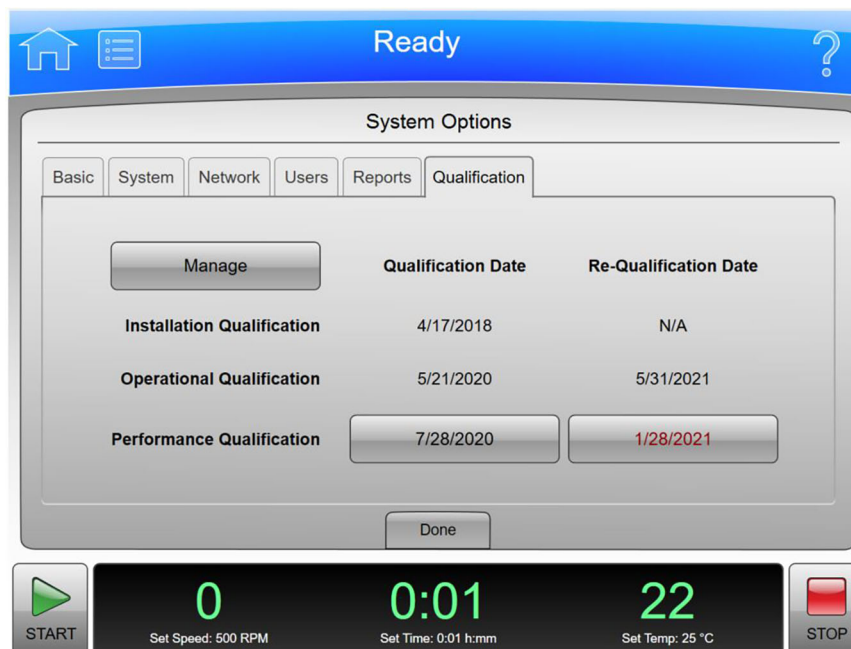 Ready
?
System Options
Basic System Network Users Reports Qualification
Manage Qualification Date Re-Qualification Date
Installation Qualification 4/17/2018 N/A
Operational Qualification 5/21/2020 5/31/2021
Performance Qualification 7/28/2020 1/28/2021
Done
0 0:01 22
START Set Speed: 500 RPM Set Time: 0:01 h:mm Set Temp: 25 °C STOP